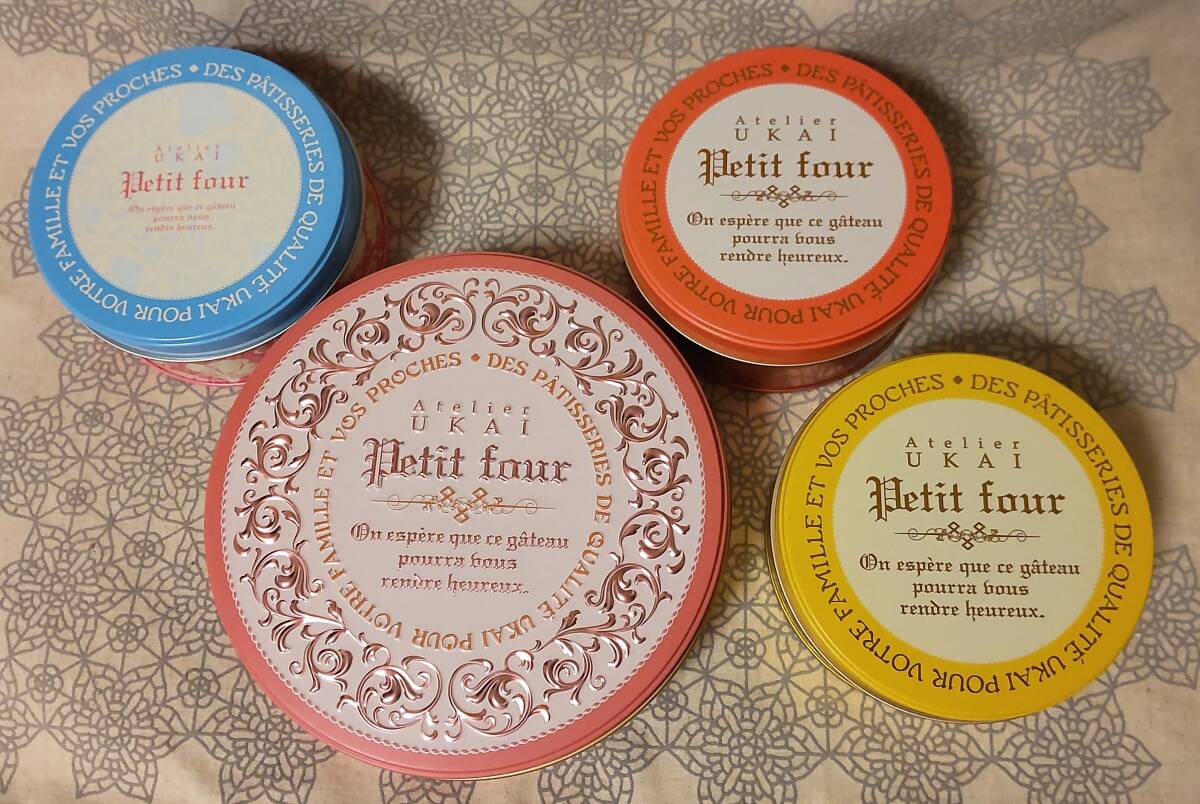 DES PÂTISSERIES DE QUALITÉ UKAI POUR VOTRE FAMILLE ET VOS PROCHES ◆
Atelier
UKAI
Petit four
On espère que ce gâteau
pourra vous
rendre heureux.
DES PÂTISSERIES DE QUALITÉ UKAI POUR VOTRE FAMILLE ET VOS PROCHES ◆
Atelier
UKAI
Petit four
On espère que ce gâteau
pourra vous
rendre heureux.
DES PÂTISSERIES DE QUALITÉ UKAI POUR VOTRE FAMILLE ET VOS PROCHES ◆
Atelier
UKAI
Petit four
On espère que ce gâteau
pourra vous
rendre heureux.
DES PÂTISSERIES DE QUALITÉ UKAI POUR VOTRE FAMILLE ET VOS PROCHES ◆
Atelier
UKAI
Petit four
On espère que ce gâteau
pourra vous
rendre heureux.